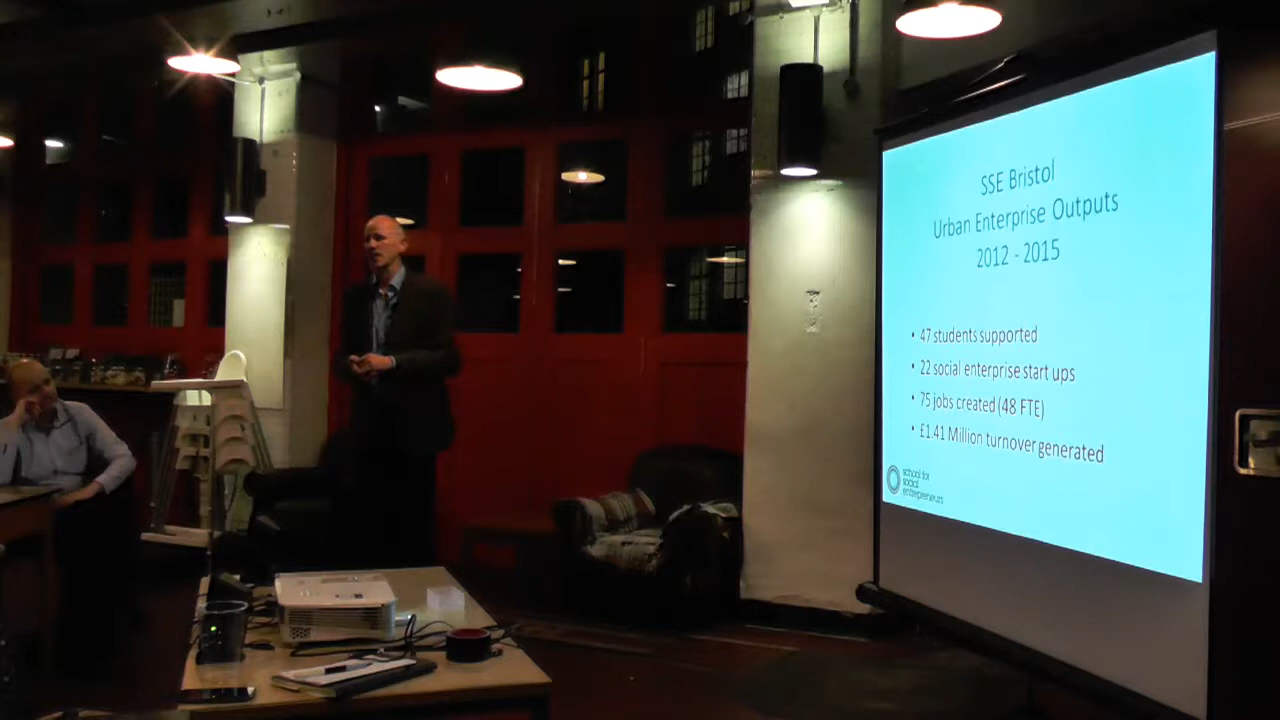 SSE Bristol
Urban Enterprise Outputs
2012 - 2015
• 47 students supported
• 22 social enterprise start ups
• 75 jobs created (48 FTE)
• £1.41 Million turnover generated
school for
social
entrepreneurs